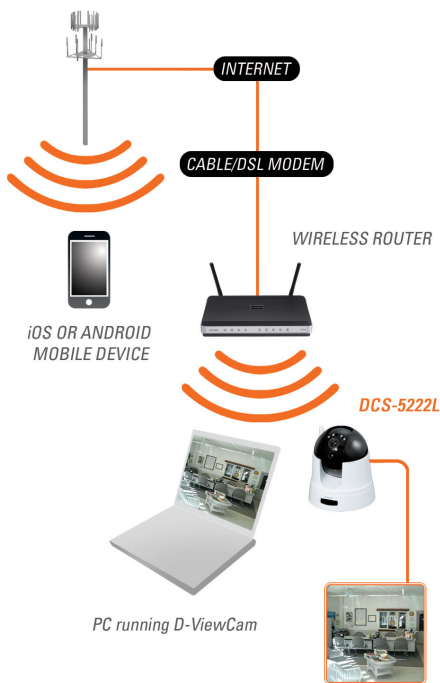 INTERNET
CABLE/DSL MODEM
WIRELESS ROUTER
iOS OR ANDROID
MOBILE DEVICE
DCS-5222L
PC running D-ViewCam